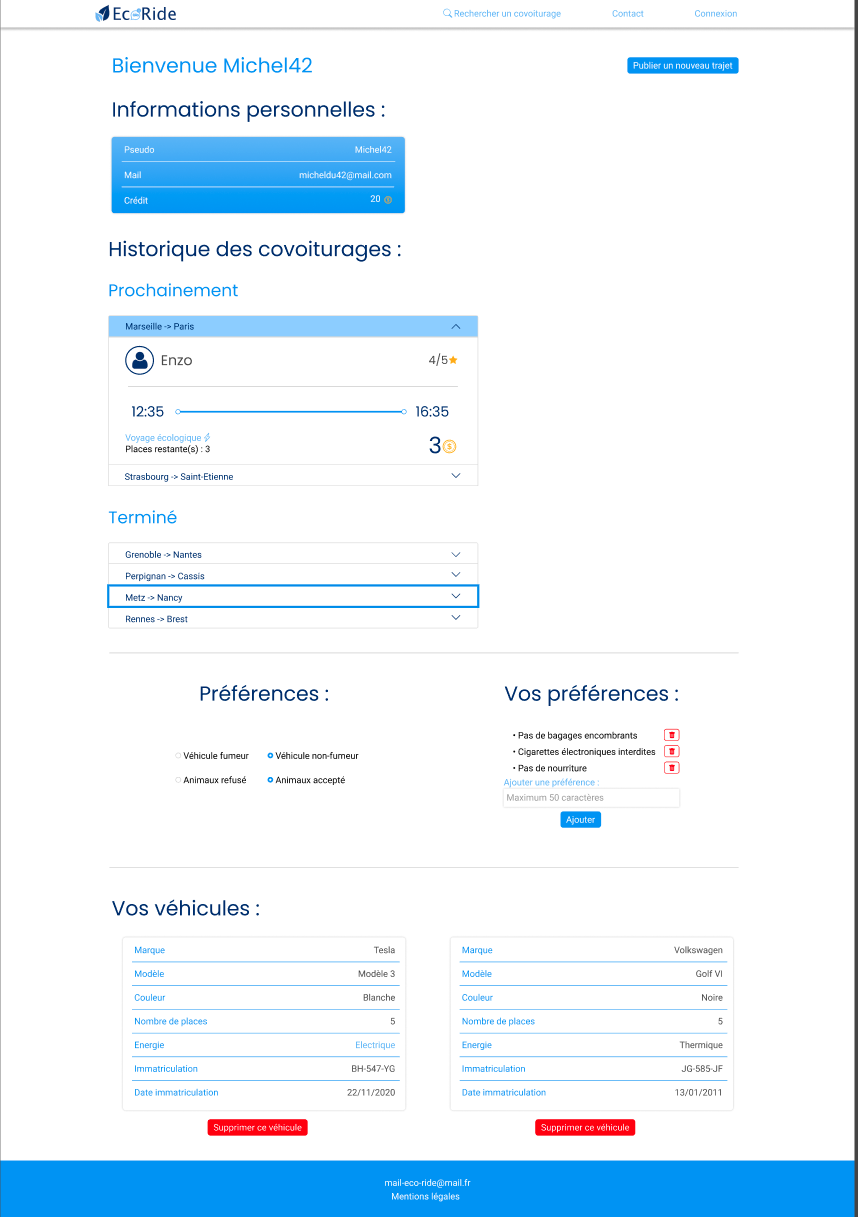 EcoRide
Rechercher un covoiturage
Contact
Connexion
Bienvenue Michel42
Publier un nouveau trajet
Informations personnelles :
Pseudo Michel42
Mail micheldu42@mail.com
Crédit 20
Historique des covoiturages :
Prochainement
Marseille -> Paris
Enzo 4/5
12:35 16:35
Voyage écologique
Places restante(s) : 3
3
Strasbourg -> Saint-Etienne
Terminé
Grenoble -> Nantes
Perpignan -> Cassis
Metz -> Nancy
Rennes -> Brest
Préférences :
Véhicule fumeur Véhicule non-fumeur
Animaux refusé Animaux accepté
Vos préférences :
• Pas de bagages encombrants
• Cigarettes électroniques interdites
• Pas de nourriture
Ajouter une préférence :
Maximum 50 caractères
Ajouter
Vos véhicules :
Marque Tesla
Modèle Modèle 3
Couleur Blanche
Nombre de places 5
Energie Electrique
Immatriculation BH-547-YG
Date immatriculation 22/11/2020
Supprimer ce véhicule
Marque Volkswagen
Modèle Golf VI
Couleur Noire
Nombre de places 5
Energie Thermique
Immatriculation JG-585-JF
Date immatriculation 13/01/2011
Supprimer ce véhicule
mail-eco-ride@mail.fr
Mentions légales